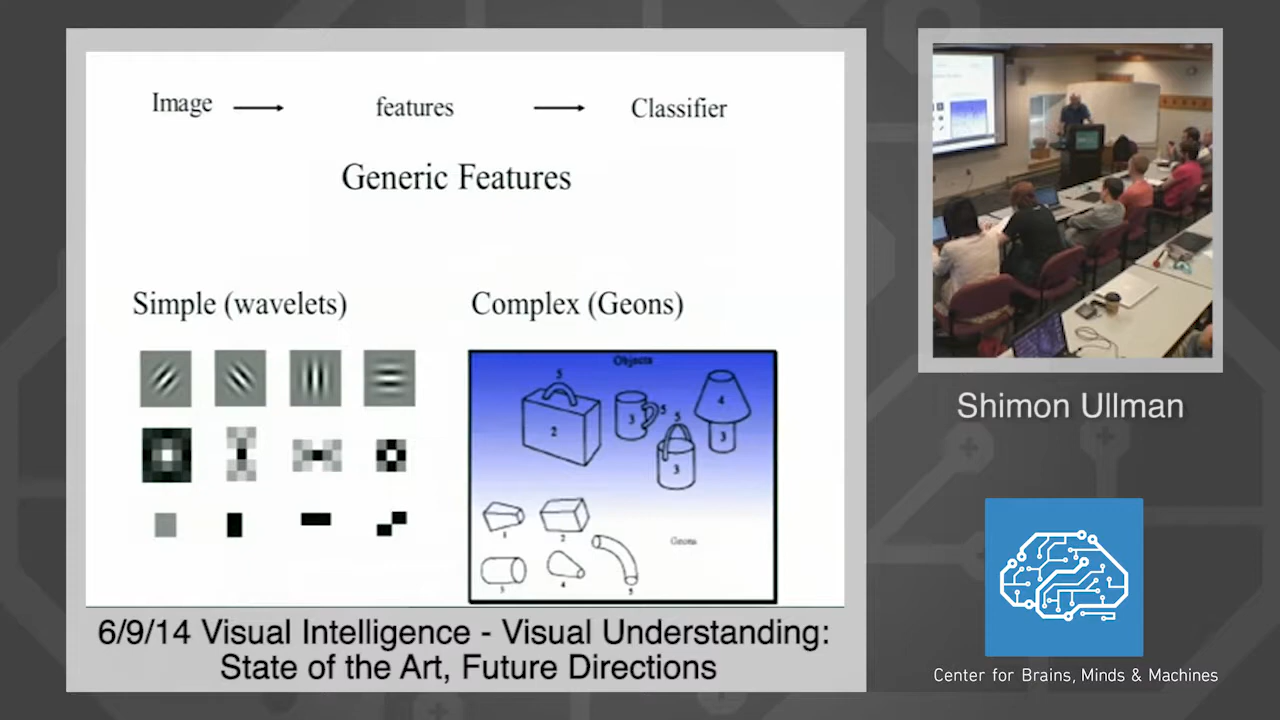 Image
features
Classifier
Generic Features
Simple (wavelets)
Complex (Geons)
Objects
5
2
3
5
5
3
4
3
1
2
Geons
3
4
5
Shimon Ullman
6/9/14 Visual Intelligence - Visual Understanding:
State of the Art, Future Directions
Center for Brains, Minds & Machines